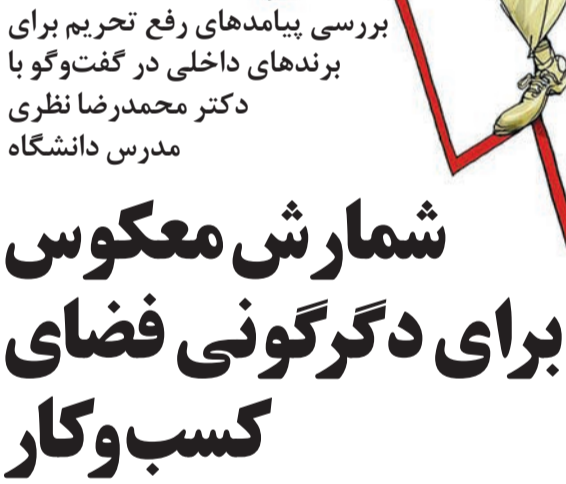 بررسی پیامدهای رفع تحریم برای
برندهای داخلی در گفت‌وگو با
دکتر محمدرضا نظری
مدرس دانشگاه
شمارش معکوس
برای دگرگونی فضای
کسب‌وکار